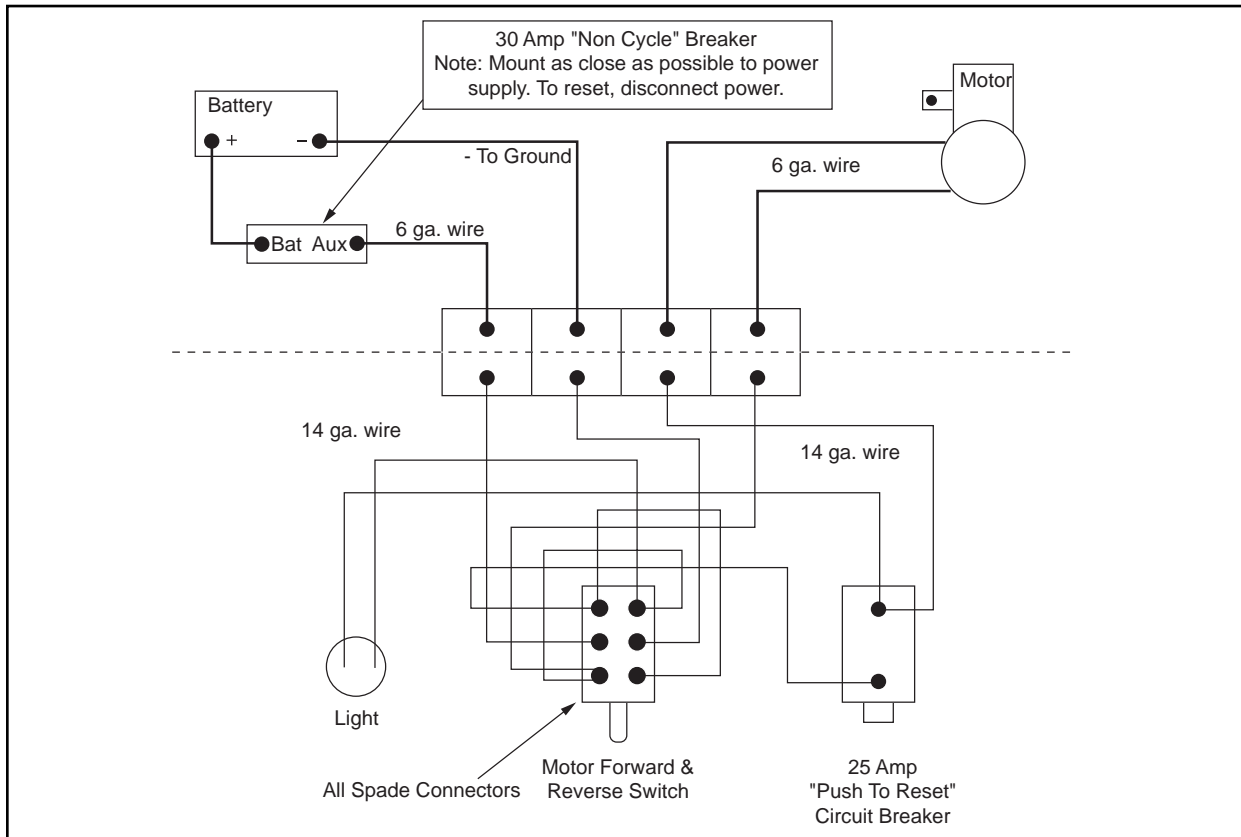 30 Amp "Non Cycle" Breaker
Note: Mount as close as possible to power
supply. To reset, disconnect power.
Battery
+ –
Motor
- To Ground
6 ga. wire
Bat Aux
6 ga. wire
14 ga. wire
14 ga. wire
Light
All Spade Connectors
Motor Forward &
Reverse Switch
25 Amp
"Push To Reset"
Circuit Breaker